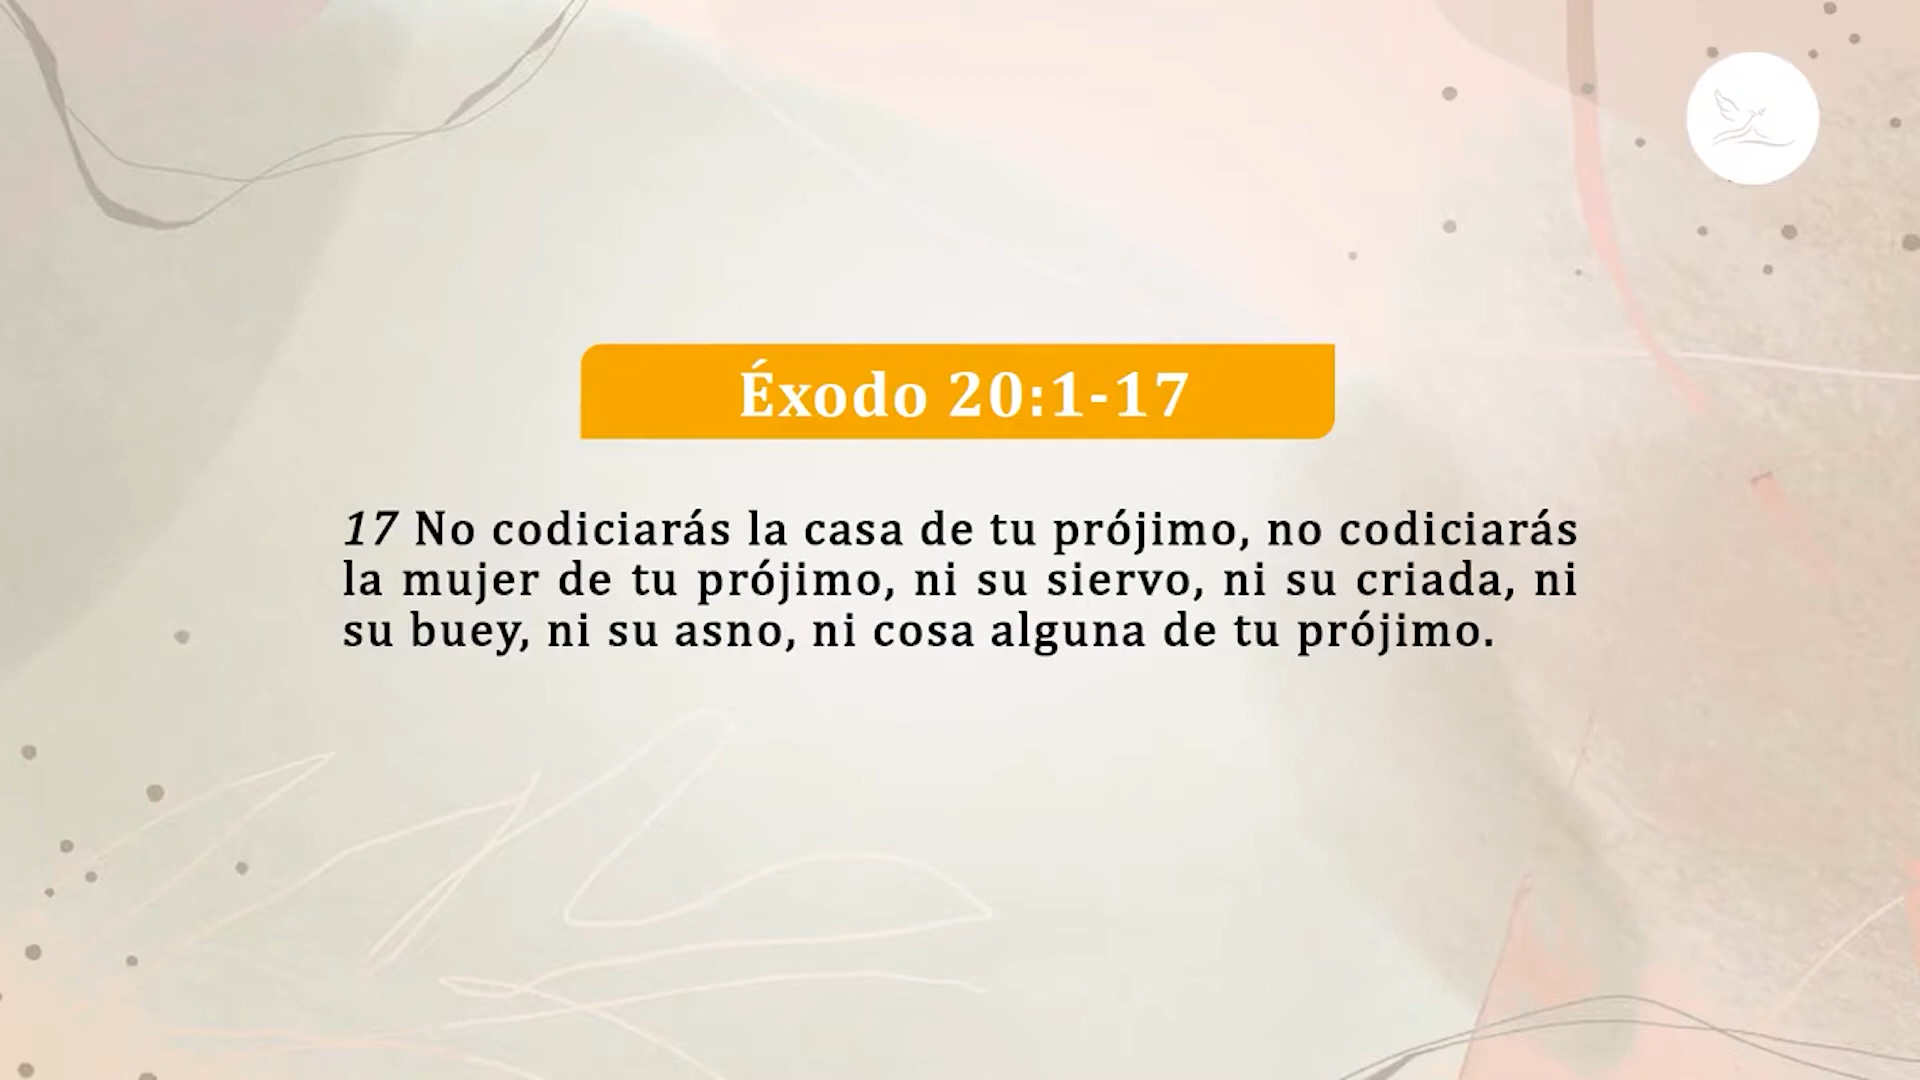 Éxodo 20:1-17
17 No codiciarás la casa de tu prójimo, no codiciarás
la mujer de tu prójimo, ni su siervo, ni su criada, ni
su buey, ni su asno, ni cosa alguna de tu prójimo.